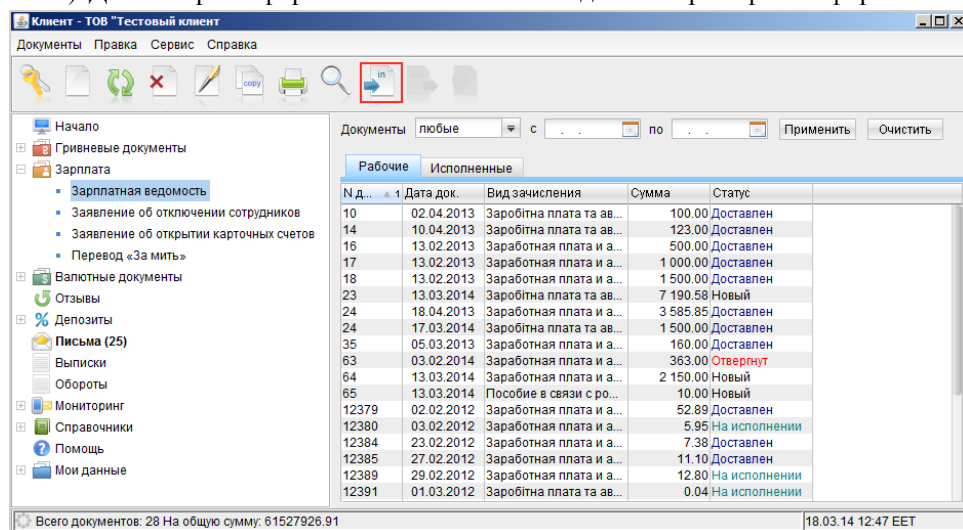 Клиент - ТОВ "Тестовый клиент
Документы Правка Сервис Справка
copy
in
Начало
Гривневые документы
Зарплата
Зарплатная ведомость
Заявление об отключении сотрудников
Заявление об открытии карточных счетов
Перевод «За мить»
Валютные документы
Отзывы
Депозиты
Письма (25)
Выписки
Обороты
Мониторинг
Справочники
Помощь
Мои данные
Документы любые с . . по . . Применить Очистить
Рабочие Исполненные
N д... 1 Дата док. Вид зачисления Сумма Статус
10 02.04.2013 Заробітна плата та ав... 100.00 Доставлен
14 10.04.2013 Заробітна плата та ав... 123.00 Доставлен
16 13.02.2013 Заработная плата и а... 500.00 Доставлен
17 13.02.2013 Заработная плата и а... 1 000.00 Доставлен
18 13.02.2013 Заработная плата и а... 1 500.00 Доставлен
23 13.03.2014 Заробітна плата та ав... 7 190.58 Новый
24 18.04.2013 Заработная плата и а... 3 585.85 Доставлен
24 17.03.2014 Заробітна плата та ав... 1 500.00 Доставлен
35 05.03.2013 Заработная плата и а... 160.00 Доставлен
63 03.02.2014 Заработная плата и а... 363.00 Отвергнут
64 13.03.2014 Заработная плата и а... 2 150.00 Новый
65 13.03.2014 Пособие в связи с ро... 10.00 Новый
12379 02.02.2012 Заработная плата и а... 52.89 Доставлен
12380 03.02.2012 Заработная плата и а... 5.95 На исполнении
12384 23.02.2012 Заработная плата и а... 7.38 Доставлен
12385 27.02.2012 Заработная плата и а... 11.10 Доставлен
12389 29.02.2012 Заработная плата и а... 12.80 На исполнении
12391 01.03.2012 Заробітна плата та ав... 0.04 На исполнении
Всего документов: 28 На общую сумму: 61527926.91 18.03.14 12:47 EET